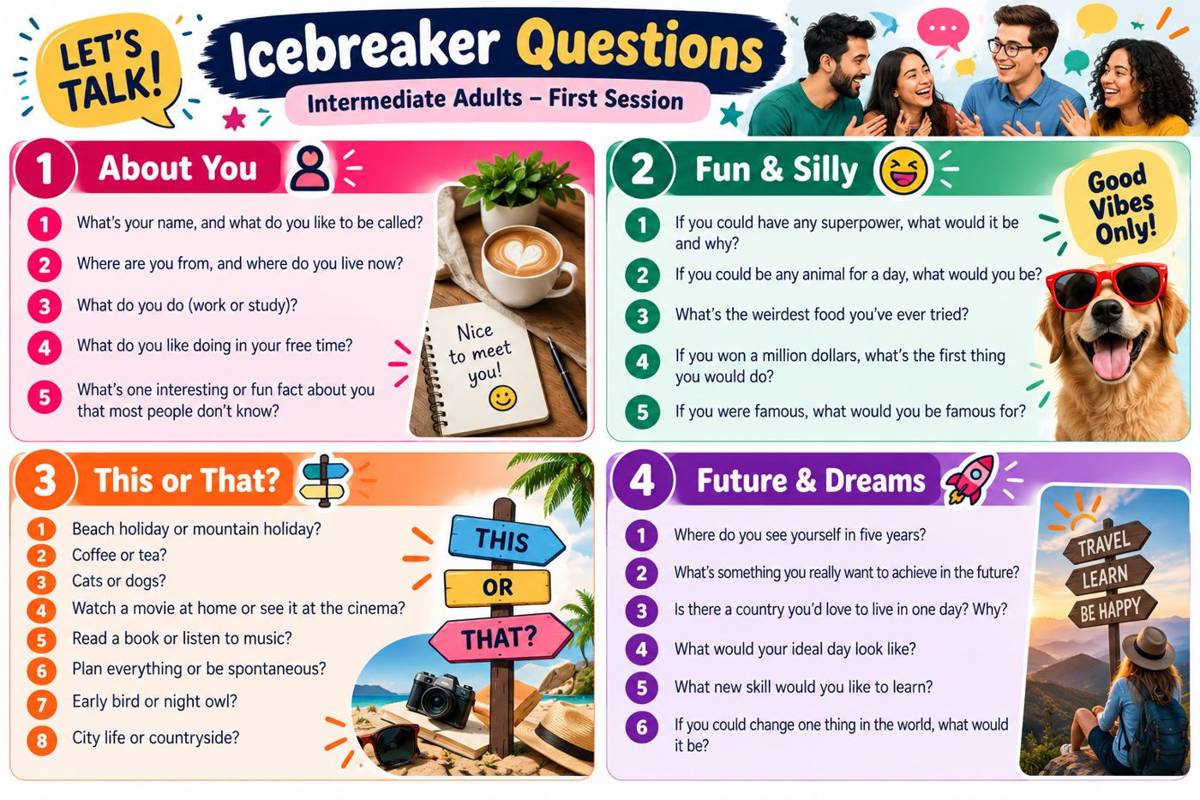 LET'S
TALK!
Icebreaker Questions
Intermediate Adults – First Session
1 About You
1 What's your name, and what do you like to be called?
2 Where are you from, and where do you live now?
3 What do you do (work or study)?
4 What do you like doing in your free time?
5 What's one interesting or fun fact about you
that most people don't know?
Nice
to meet
you!
2 Fun & Silly
1 If you could have any superpower, what would it be
and why?
2 If you could be any animal for a day, what would you be?
3 What's the weirdest food you've ever tried?
4 If you won a million dollars, what's the first thing
you would do?
5 If you were famous, what would you be famous for?
Good
Vibes
Only!
3 This or That?
1 Beach holiday or mountain holiday?
2 Coffee or tea?
3 Cats or dogs?
4 Watch a movie at home or see it at the cinema?
5 Read a book or listen to music?
6 Plan everything or be spontaneous?
7 Early bird or night owl?
8 City life or countryside?
THIS
OR
THAT?
4 Future & Dreams
1 Where do you see yourself in five years?
2 What's something you really want to achieve in the future?
3 Is there a country you'd love to live in one day? Why?
4 What would your ideal day look like?
5 What new skill would you like to learn?
6 If you could change one thing in the world, what would
it be?
TRAVEL
LEARN
BE HAPPY